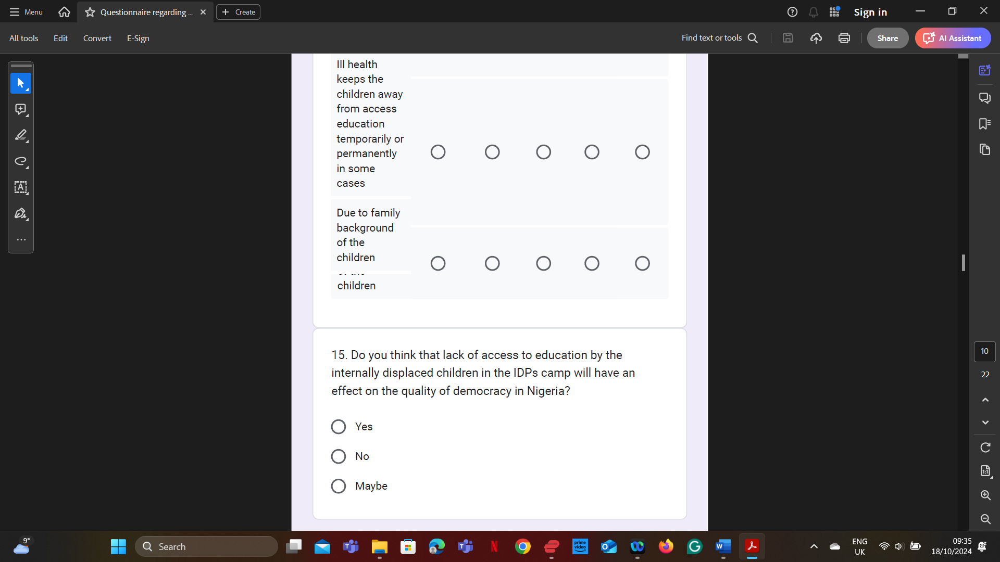 Menu
Questionnaire regarding ...
Create
Sign in
All tools
Edit
Convert
E-Sign
Find text or tools
Share
AI Assistant
Ill health
keeps the
children away
from access
education
temporarily or
permanently
in some
cases
Due to family
background
of the
children
children
15. Do you think that lack of access to education by the
internally displaced children in the IDPs camp will have an
effect on the quality of democracy in Nigeria?
Yes
No
Maybe
10
22
9°
Search
prime
video
ENG
UK
09:35
18/10/2024